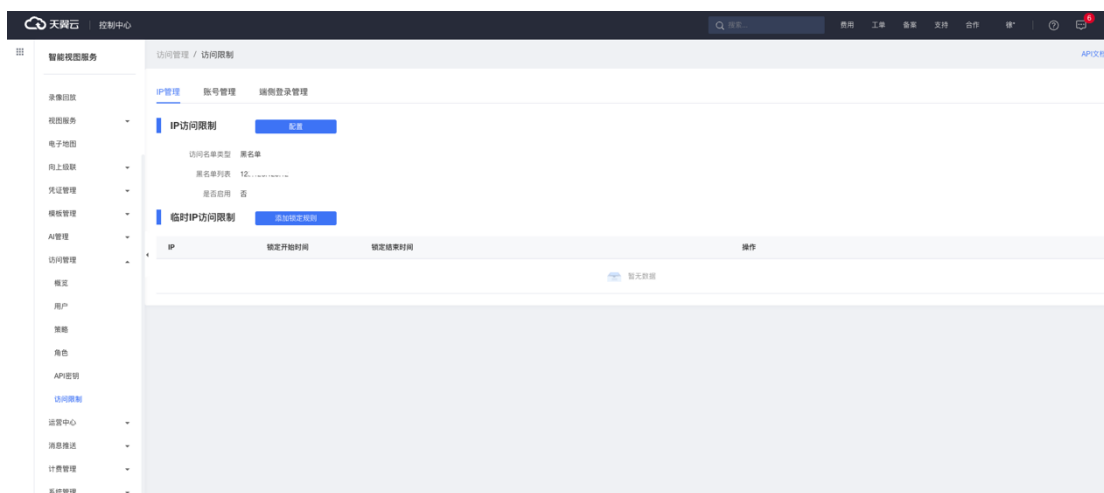 天翼云 控制中心 搜索... 费用 工单 备案 支持 合作 6
智能视图服务
访问管理 / 访问限制
API文档
录像回放
视图服务
电子地图
向上级联
凭证管理
模板管理
AI管理
访问管理
概览
用户
策略
角色
API密钥
访问限制
运营中心
消息推送
计费管理
系统管理
IP管理 账号管理 端侧登录管理
IP访问限制 配置
访问名单类型 黑名单
黑名单列表 12.
是否启用 否
临时IP访问限制 添加锁定规则
IP 锁定开始时间 锁定结束时间 操作
暂无数据